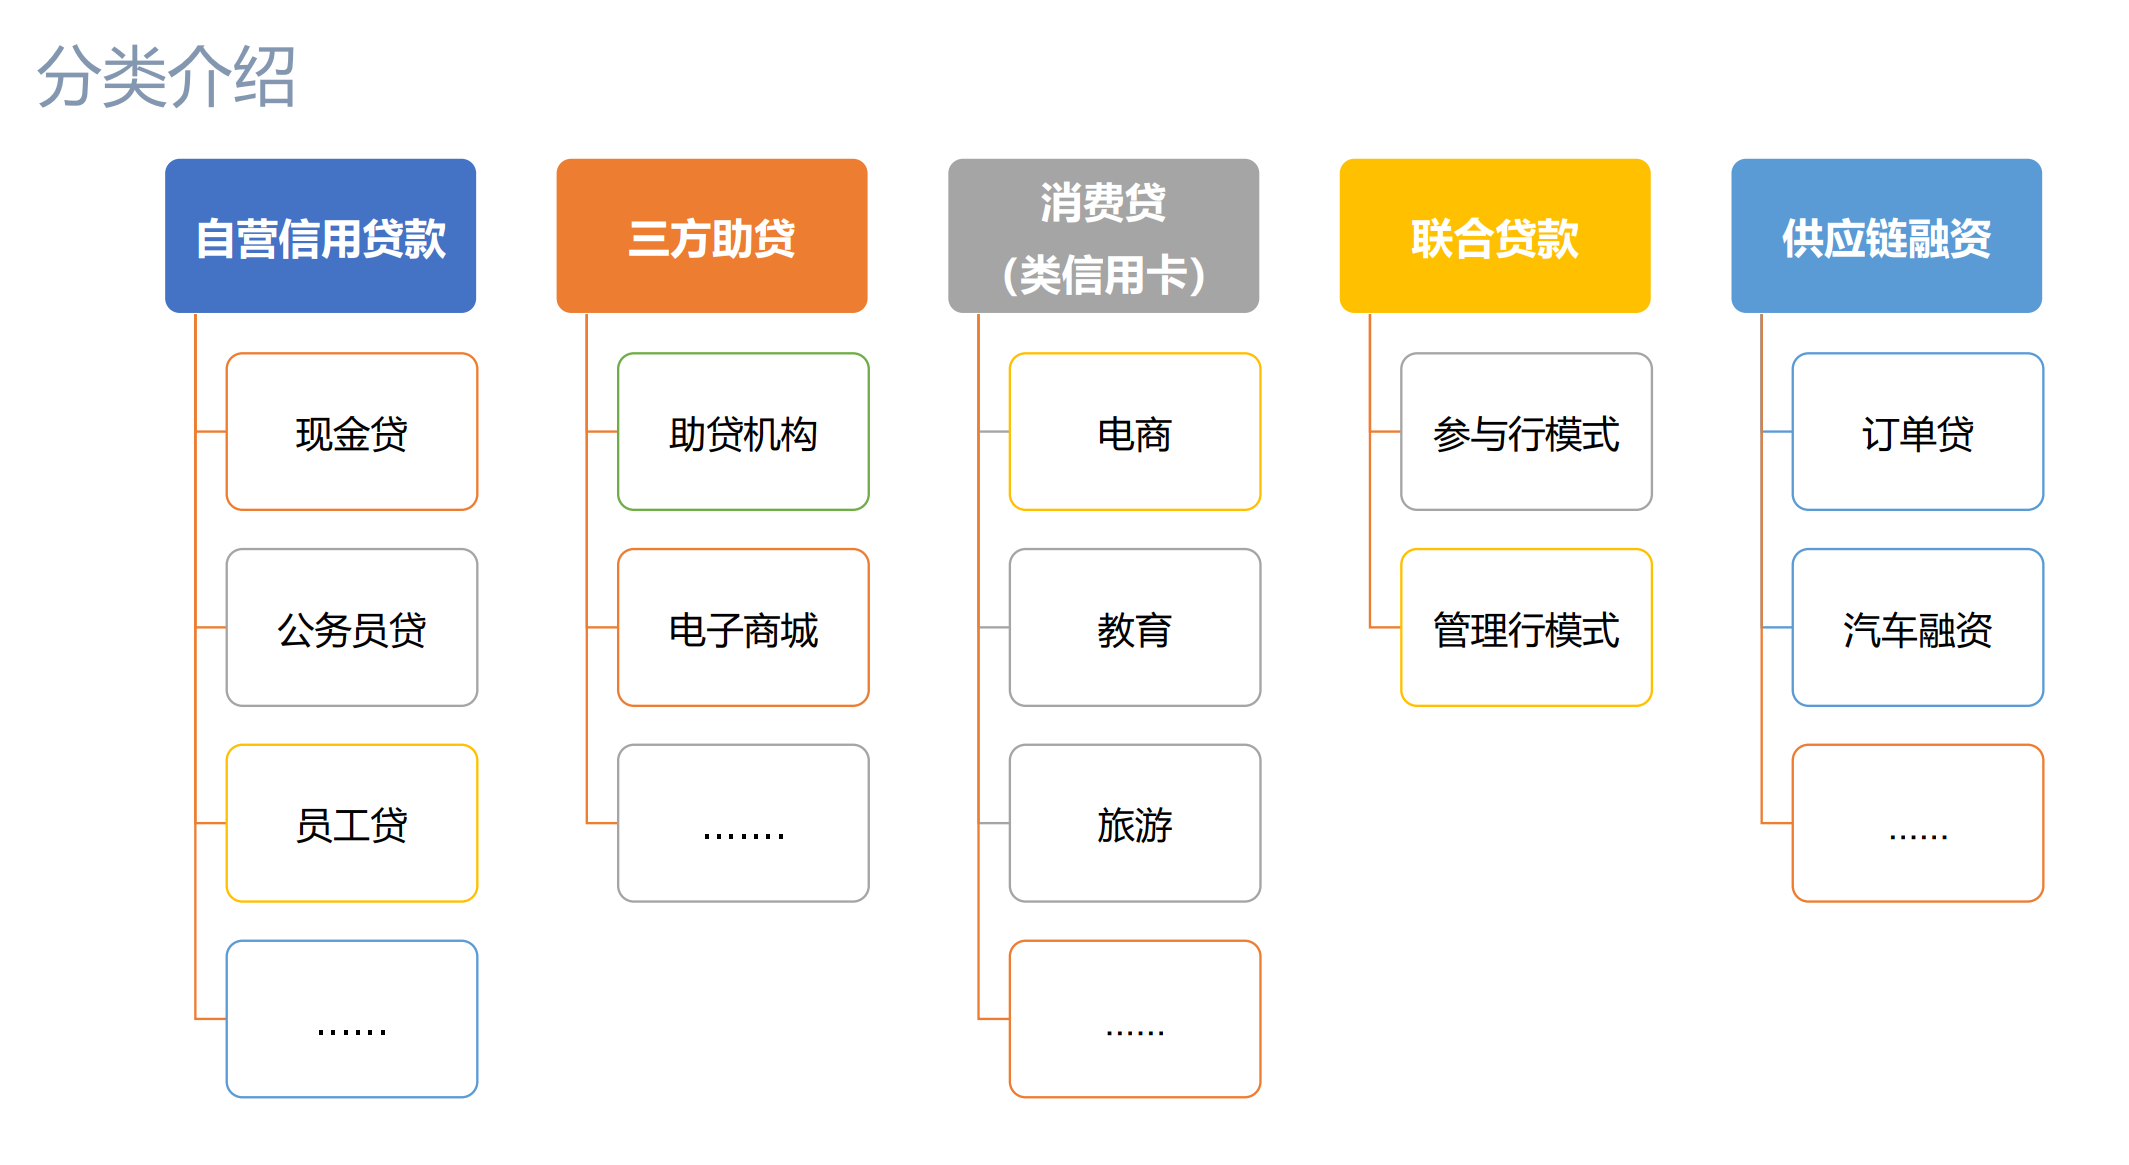 分类介绍
自营信用贷款
现金贷
公务员贷
员工贷
……
三方助贷
助贷机构
电子商城
…….
消费贷
（类信用卡）
电商
教育
旅游
......
联合贷款
参与行模式
管理行模式
供应链融资
订单贷
汽车融资
......